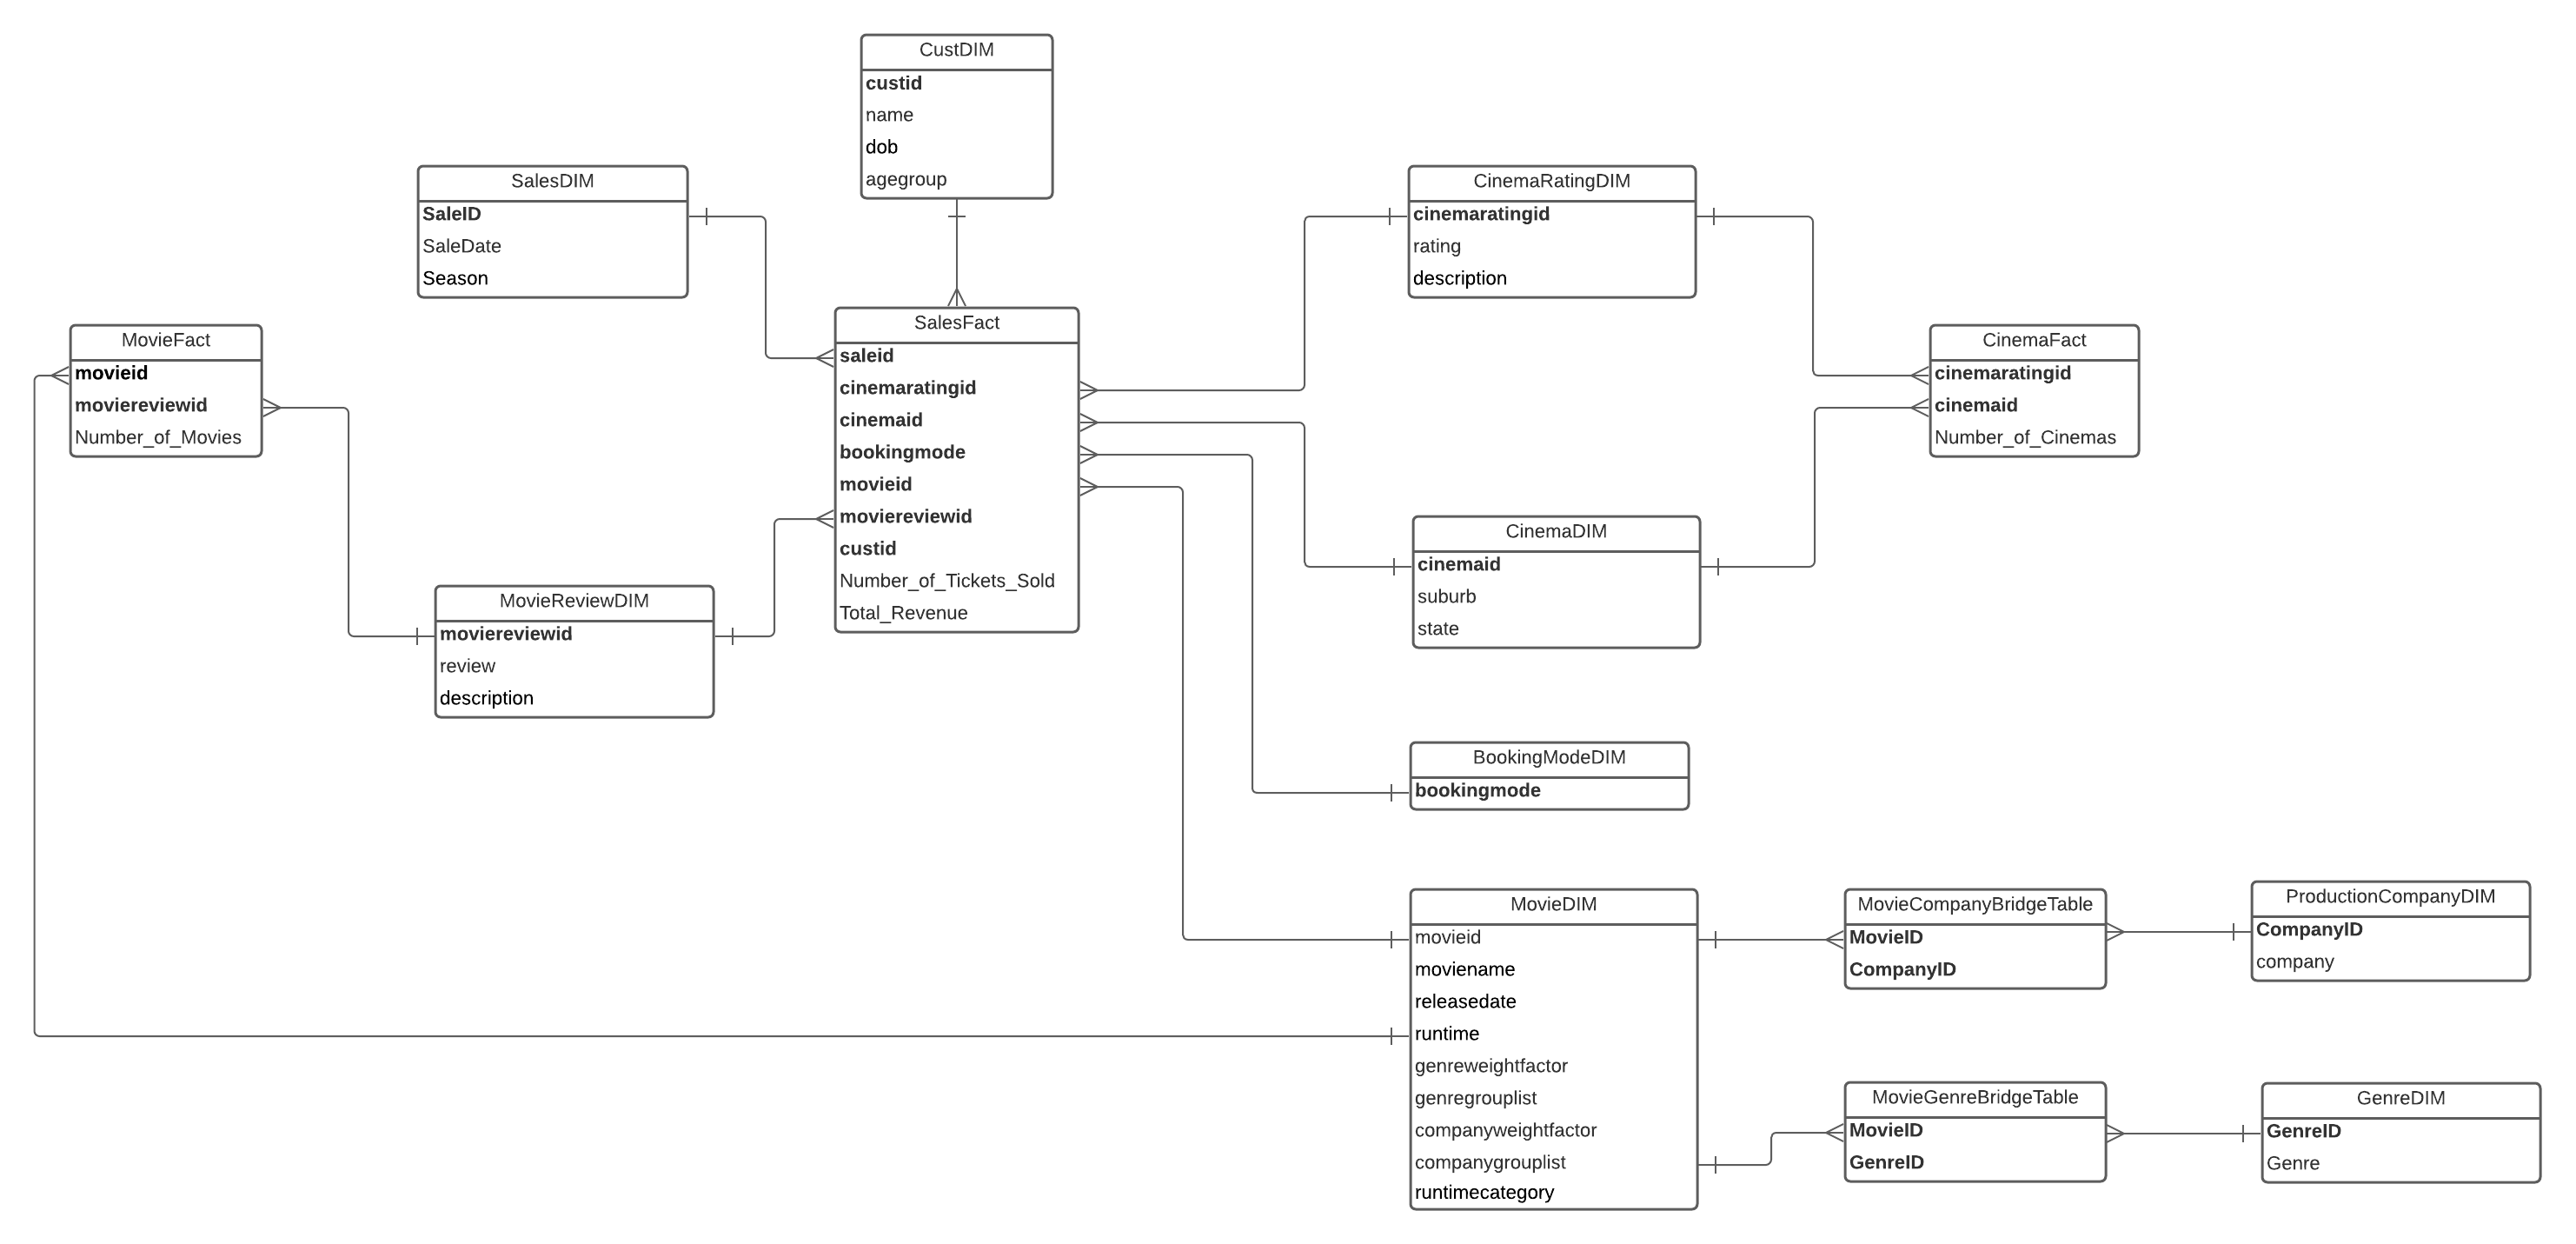 CustDIM
custid
name
dob
agegroup
SalesDIM
SaleID
SaleDate
Season
CinemaRatingDIM
cinemaratingid
rating
description
MovieFact
movieid
moviereviewid
Number_of_Movies
SalesFact
saleid
cinemaratingid
cinemaid
bookingmode
movieid
moviereviewid
custid
Number_of_Tickets_Sold
Total_Revenue
CinemaFact
cinemaratingid
cinemaid
Number_of_Cinemas
CinemaDIM
cinemaid
suburb
state
MovieReviewDIM
moviereviewid
review
description
BookingModeDIM
bookingmode
MovieDIM
movieid
moviename
releasedate
runtime
genreweightfactor
genregrouplist
companyweightfactor
companygrouplist
runtimecategory
MovieCompanyBridgeTable
MovieID
CompanyID
ProductionCompanyDIM
CompanyID
company
MovieGenreBridgeTable
MovieID
GenreID
GenreDIM
GenreID
Genre